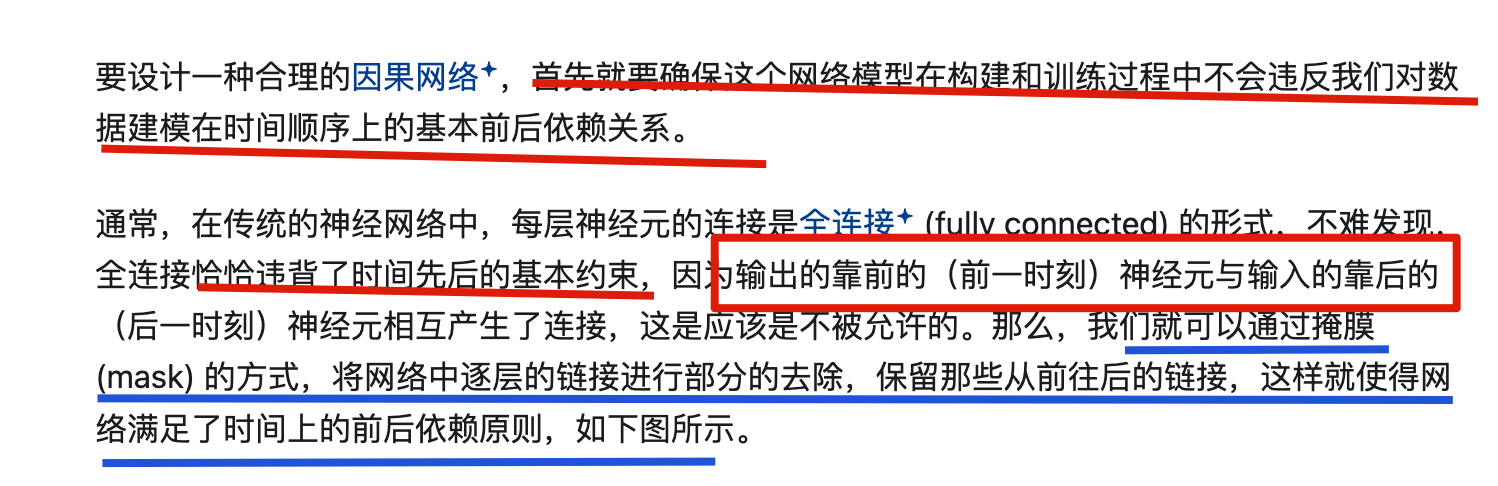 要设计一种合理的因果网络，首先就要确保这个网络模型在构建和训练过程中不会违反我们对数
据建模在时间顺序上的基本前后依赖关系。
通常，在传统的神经网络中，每层神经元的连接是全连接 (fully connected) 的形式，不难发现，
全连接恰恰违背了时间先后的基本约束，因为输出的靠前的（前一时刻）神经元与输入的靠后的
（后一时刻）神经元相互产生了连接，这是应该是不被允许的。那么，我们就可以通过掩膜
(mask) 的方式，将网络中逐层的链接进行部分的去除，保留那些从前往后的链接，这样就使得网
络满足了时间上的前后依赖原则，如下图所示。